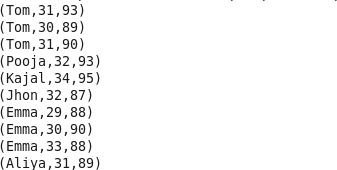 (Tom,31,93)
(Tom,30,89)
(Tom,31,90)
(Pooja,32,93)
(Kajal,34,95)
(Jhon,32,87)
(Emma,29,88)
(Emma,30,90)
(Emma,33,88)
(Aliya,31,89)